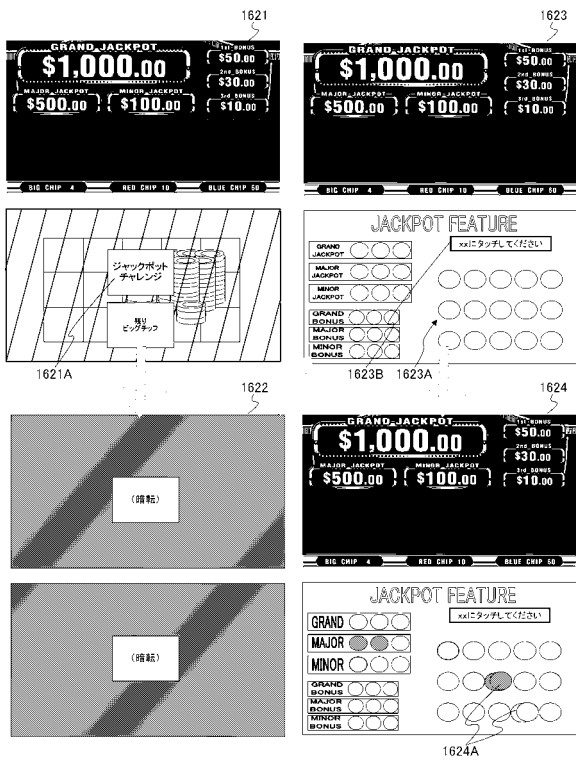 1621
GRAND JACKPOT
$1,000.00
MAJOR JACKPOT
$500.00
MINOR JACKPOT
$100.00
1st BONUS
$50.00
2nd BONUS
$30.00
3rd BONUS
$10.00
BIG CHIP 4
RED CHIP 10
BLUE CHIP 50
ジャックポット
チャレンジ
残り
ビッグチップ
1621A
1622
(暗転)
(暗転)
1623
GRAND JACKPOT
$1,000.00
MAJOR JACKPOT
$500.00
MINOR JACKPOT
$100.00
1st BONUS
$50.00
2nd BONUS
$30.00
3rd BONUS
$10.00
BIG CHIP 4
RED CHIP 10
BLUE CHIP 50
JACKPOT FEATURE
xxにタッチしてください
GRAND
JACKPOT
MAJOR
JACKPOT
MINOR
JACKPOT
GRAND
BONUS
MAJOR
BONUS
MINOR
BONUS
1623B
1623A
1624
GRAND JACKPOT
$1,000.00
MAJOR JACKPOT
$500.00
MINOR JACKPOT
$100.00
1st BONUS
$50.00
2nd BONUS
$30.00
3rd BONUS
$10.00
BIG CHIP 4
RED CHIP 10
BLUE CHIP 50
JACKPOT FEATURE
xxにタッチしてください
GRAND
MAJOR
MINOR
GRAND
BONUS
MAJOR
BONUS
MINOR
BONUS
1624A